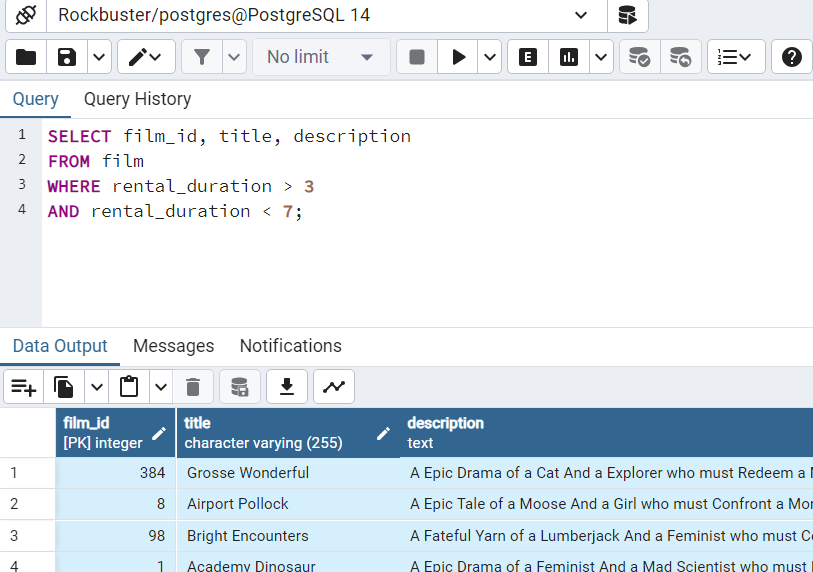 Rockbuster/postgres@PostgreSQL 14
No limit
E
Query Query History
1 SELECT film_id, title, description
2 FROM film
3 WHERE rental_duration > 3
4 AND rental_duration < 7;
Data Output Messages Notifications
film_id title description
[PK] integer character varying (255) text
1 384 Grosse Wonderful A Epic Drama of a Cat And a Explorer who must Redeem a
2 8 Airport Pollock A Epic Tale of a Moose And a Girl who must Confront a
3 98 Bright Encounters A Fateful Yarn of a Lumberjack And a Feminist who must
4 1 Academy Dinosaur A Epic Drama of a Feminist And a Mad Scientist who must